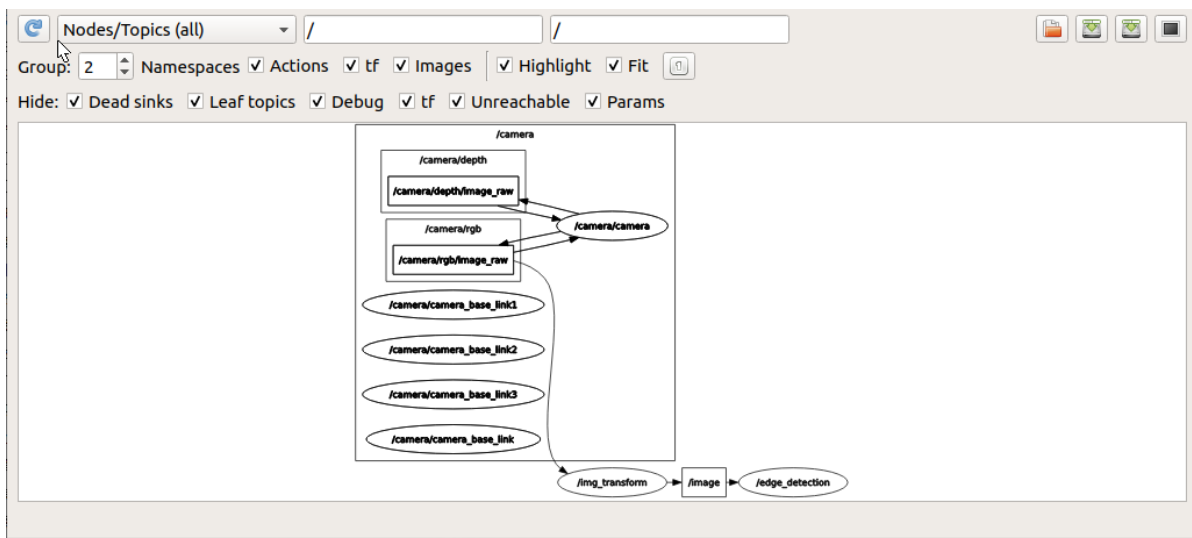 Nodes/Topics (all) / /
Group: 2 Namespaces Actions tf Images Highlight Fit
Hide: Dead sinks Leaf topics Debug tf Unreachable Params
/camera
/camera/depth
/camera/depth/image_raw
/camera/camera
/camera/rgb
/camera/rgb/image_raw
/camera/camera_base_link1
/camera/camera_base_link2
/camera/camera_base_link3
/camera/camera_base_link
/img_transform /image /edge_detection